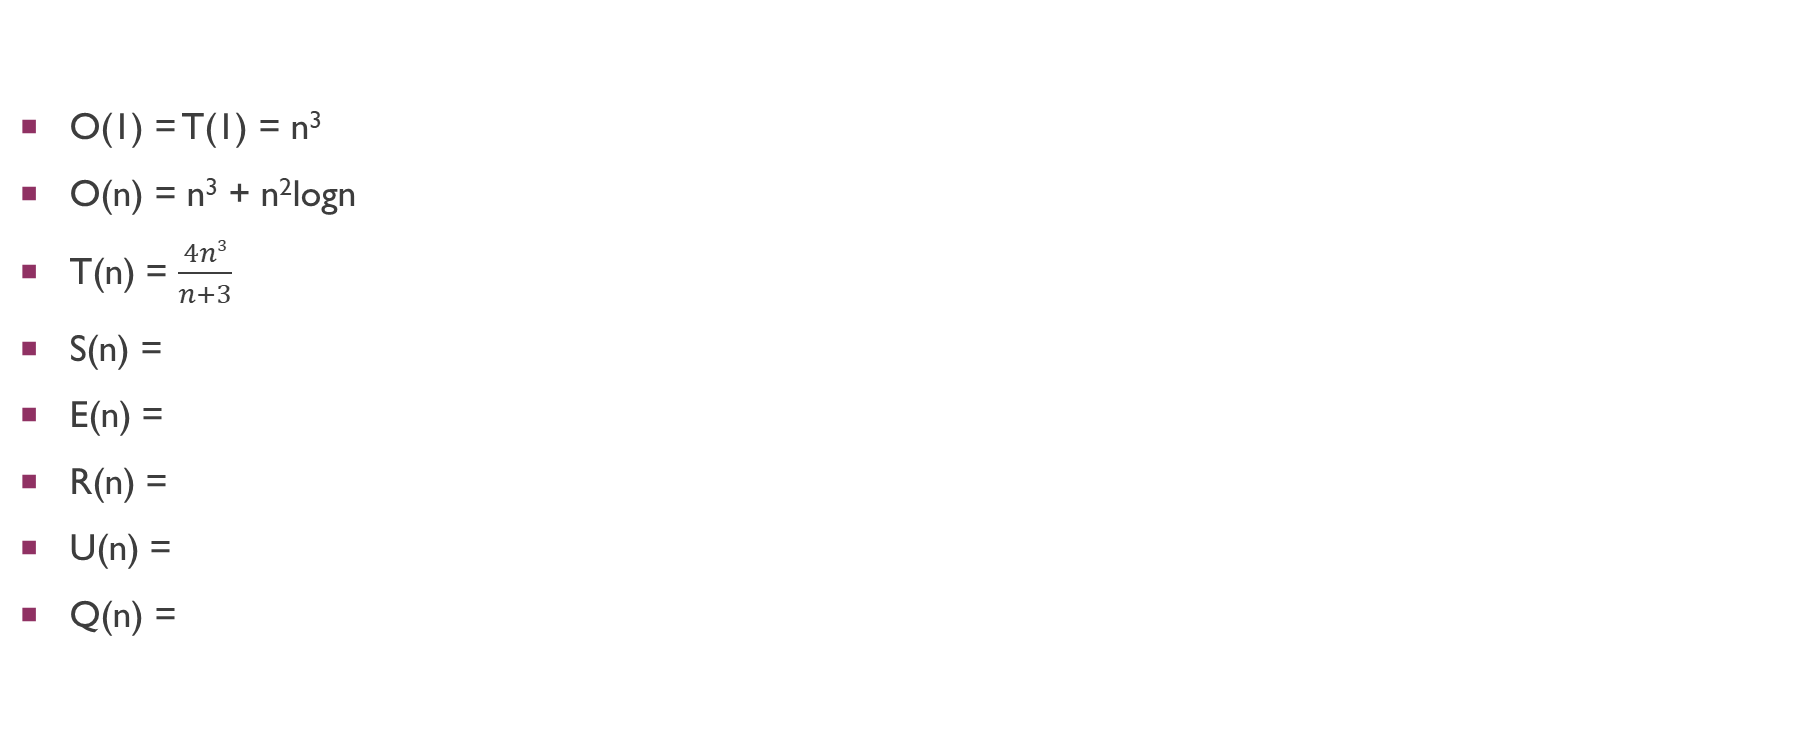 ▪ O(1) = T(1) = n³
▪ O(n) = n³ + n²logn
▪ T(n) = 4n³/(n+3)
▪ S(n) =
▪ E(n) =
▪ R(n) =
▪ U(n) =
▪ Q(n) =